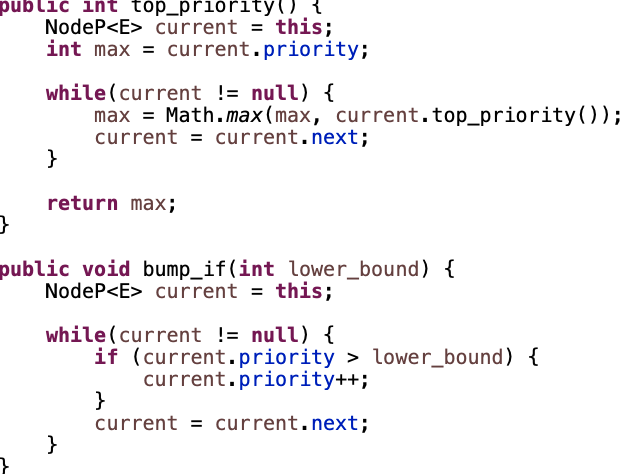 public int top_priority() {
    NodeP<E> current = this;
    int max = current.priority;

    while(current != null) {
        max = Math.max(max, current.top_priority());
        current = current.next;
    }

    return max;
}

public void bump_if(int lower_bound) {
    NodeP<E> current = this;

    while(current != null) {
        if (current.priority > lower_bound) {
            current.priority++;
        }
        current = current.next;
    }
}